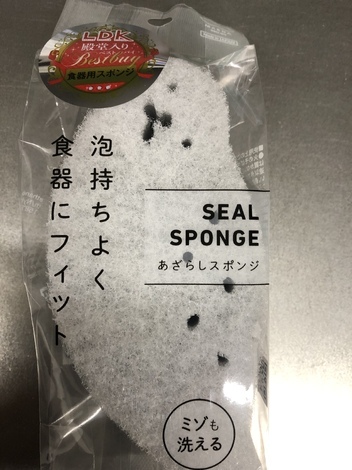 LDK
殿堂入り
Best buy
食器用スポンジ
泡持ちよく
食器にフィット
SEAL
SPONGE
あざらしスポンジ
ミゾも
洗える